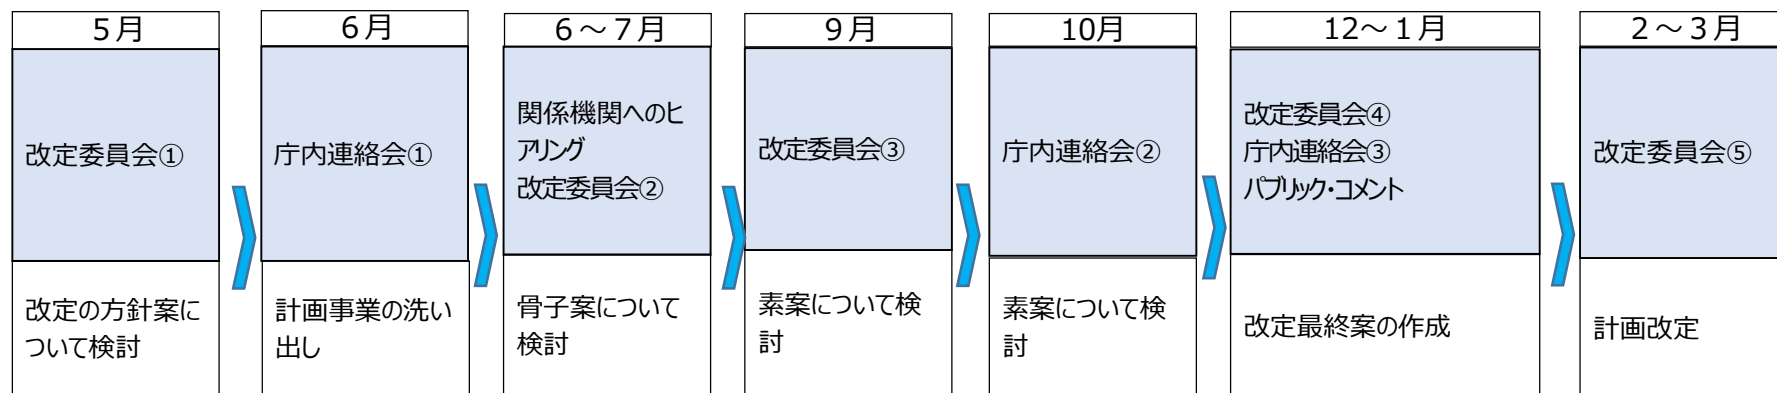 5月
改定委員会①
改定の方針案に
ついて検討
6月
庁内連絡会①
計画事業の洗い
出し
6～7月
関係機関へのヒ
アリング
改定委員会②
骨子案について
検討
9月
改定委員会③
素案について検
討
10月
庁内連絡会②
素案について検
討
12～1月
改定委員会④
庁内連絡会③
パブリック・コメント
改定最終案の作成
2～3月
改定委員会⑤
計画改定